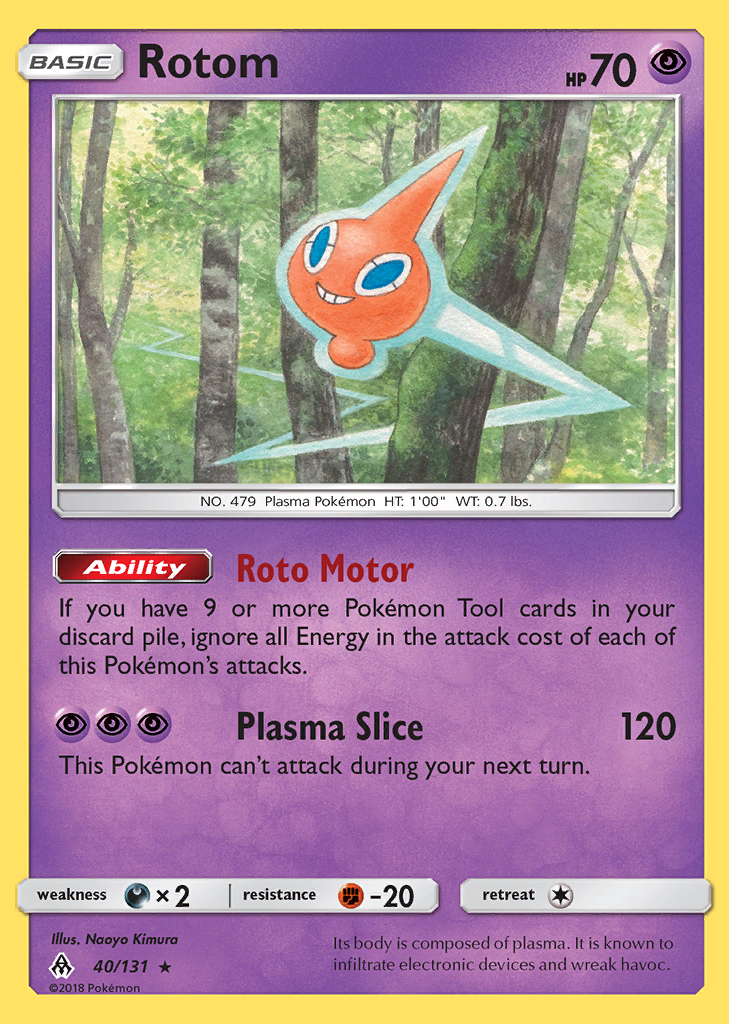 BASIC Rotom HP 70
NO. 479 Plasma Pokémon HT: 1'00" WT: 0.7 lbs.
Ability Roto Motor
If you have 9 or more Pokémon Tool cards in your
discard pile, ignore all Energy in the attack cost of each of
this Pokémon's attacks.
Plasma Slice 120
This Pokémon can't attack during your next turn.
weakness ×2 resistance -20 retreat
Illus. Naoyo Kimura
40/131 ★
©2018 Pokémon
Its body is composed of plasma. It is known to
infiltrate electronic devices and wreak havoc.